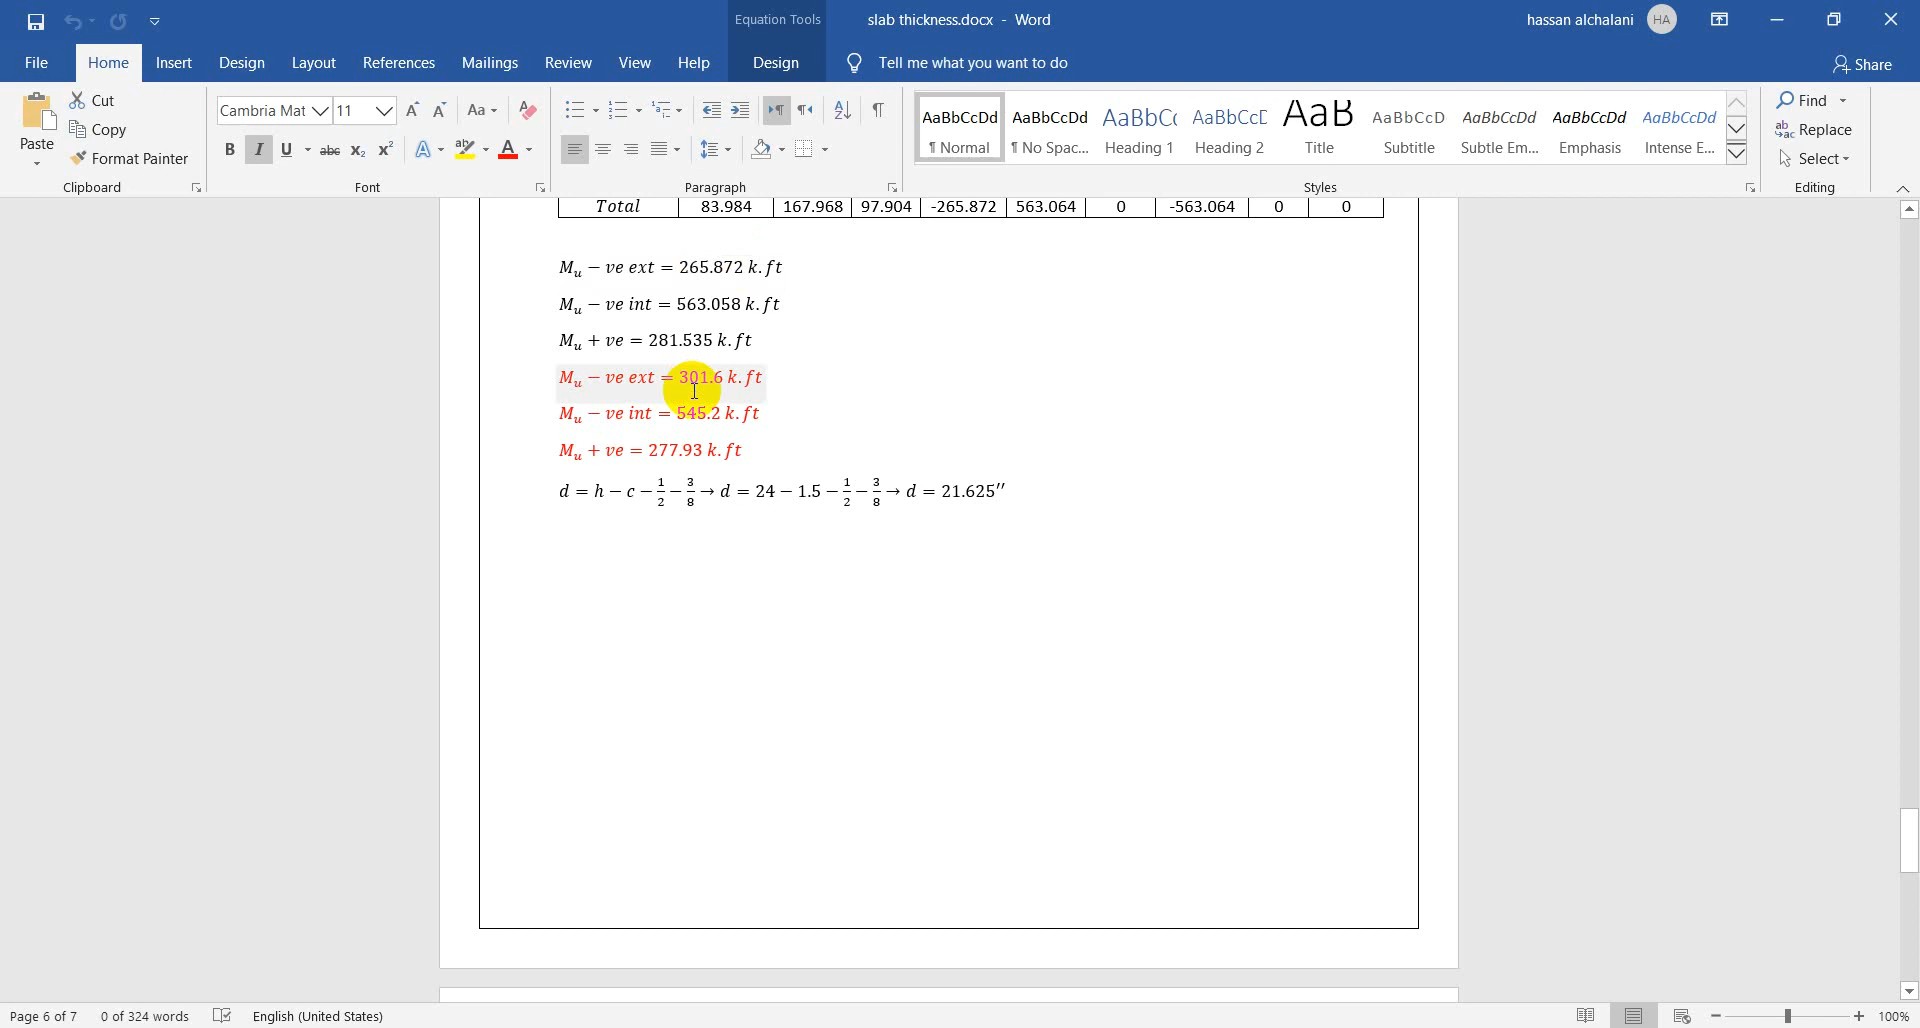 Equation Tools
slab thickness.docx - Word
hassan alchalani
HA
File Home Insert Design Layout References Mailings Review View Help Design Tell me what you want to do Share
Paste
Cut
Copy
Format Painter
Clipboard
Cambria Mat 11
Font
Paragraph
AaBbCcDd AaBbCcDd AaBbCc AaBbCcE AaB AaBbCcD AaBbCcDd AaBbCcDd AaBbCcDd
¶ Normal ¶ No Spac... Heading 1 Heading 2 Title Subtitle Subtle Em... Emphasis Intense E...
Styles
Find
Replace
Select
Editing
Total 83.984 167.968 97.904 -265.872 563.064 0 -563.064 0 0
Mᵤ − ve ext = 265.872 k.ft
Mᵤ − ve int = 563.058 k.ft
Mᵤ + ve = 281.535 k.ft
Mᵤ − ve ext = 301.6 k.ft
Mᵤ − ve int = 545.2 k.ft
Mᵤ + ve = 277.93 k.ft
d = h − c − 1/2 − 3/8 → d = 24 − 1.5 − 1/2 − 3/8 → d = 21.625′′
Page 6 of 7 0 of 324 words English (United States) 100%